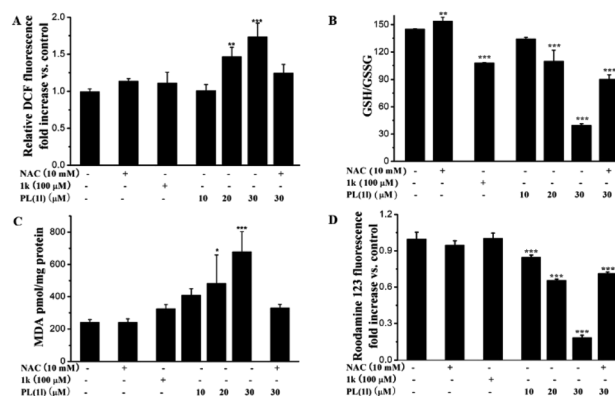 A
Relative DCF fluorescence
fold increase vs. control
2.0
1.5
1.0
0.5
0.0
** ***
NAC (10 mM) - + - - - - +
1k (100 μM) - - + - - - -
PL(II) (μM) - - - 10 20 30 30
B
GSH/GSSG
150
120
90
60
30
0
** *** *** *** ***
NAC (10 mM) - + - - - - +
1k (100 μM) - - + - - - -
PL(II) (μM) - - - 10 20 30 30
C
MDA pmol/mg protein
800
600
400
200
0
* ***
NAC (10 mM) - + - - - - +
1k (100 μM) - - + - - - -
PL(II) (μM) - - - 10 20 30 30
D
Roodamine 123 fluorescence
fold increase vs. control
1.2
0.9
0.6
0.3
0.0
*** *** *** ***
NAC (10 mM) - + - - - - +
1k (100 μM) - - + - - - -
PL(II) (μM) - - - 10 20 30 30